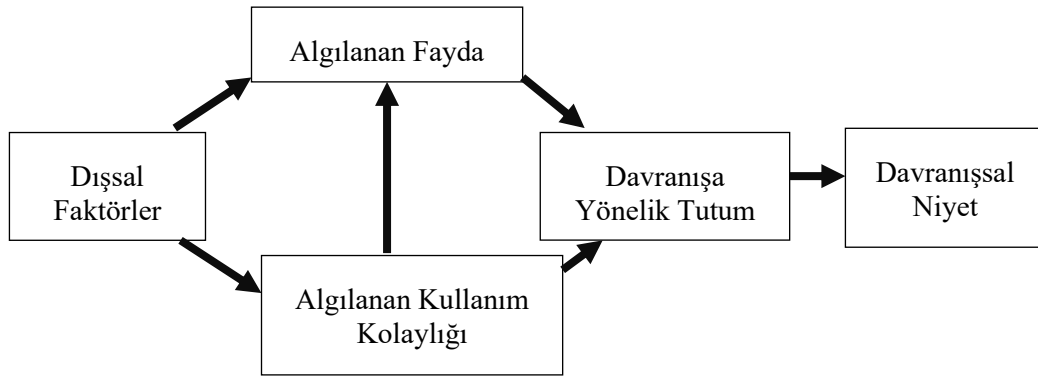 Algılanan Fayda
Dışsal
Faktörler
Algılanan Kullanım
Kolaylığı
Davranışa
Yönelik Tutum
Davranışsal
Niyet